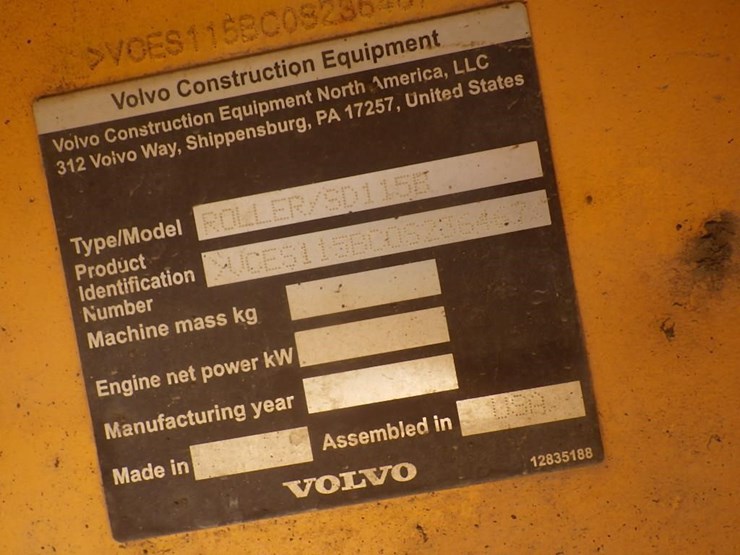 >VCES115BC0S236467
Volvo Construction Equipment
Volvo Construction Equipment North America, LLC
312 Volvo Way, Shippensburg, PA 17257, United States
Type/Model ROLLER/SD115B
Product
Identification
Number >VCES115BC0S236467<
Machine mass kg
Engine net power kW
Manufacturing year
Made in
Assembled in USA
VOLVO
12835188